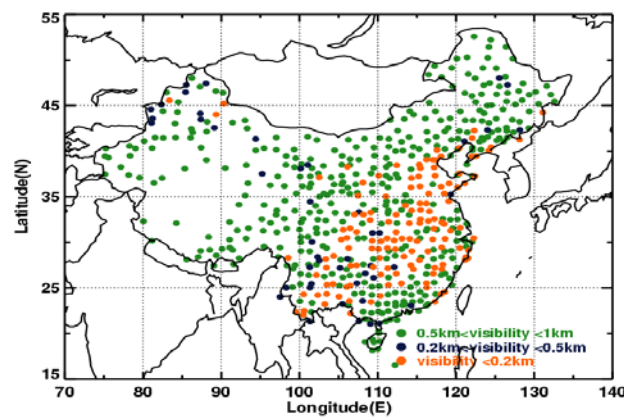 55
45
35
25
15
Latitude(N)
0.5km<visibility <1km
0.2km<visibility <0.5km
visibility <0.2km
70 80 90 100 110 120 130 140
Longitude(E)